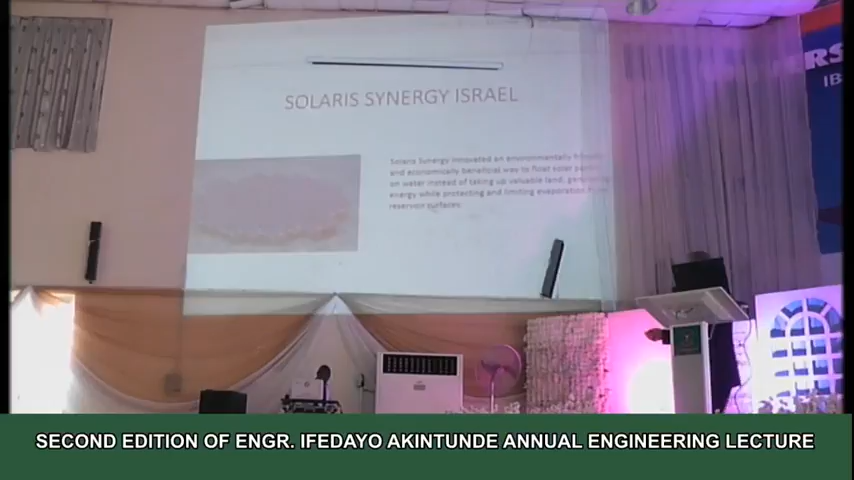 RS
IB
SOLARIS SYNERGY ISRAEL
Solaris Synergy innovated an environmentally
and economically beneficial way to float solar
on water instead of taking up valuable land,
energy while protecting and limiting evaporation
reservoir surfaces
SECOND EDITION OF ENGR. IFEDAYO AKINTUNDE ANNUAL ENGINEERING LECTURE